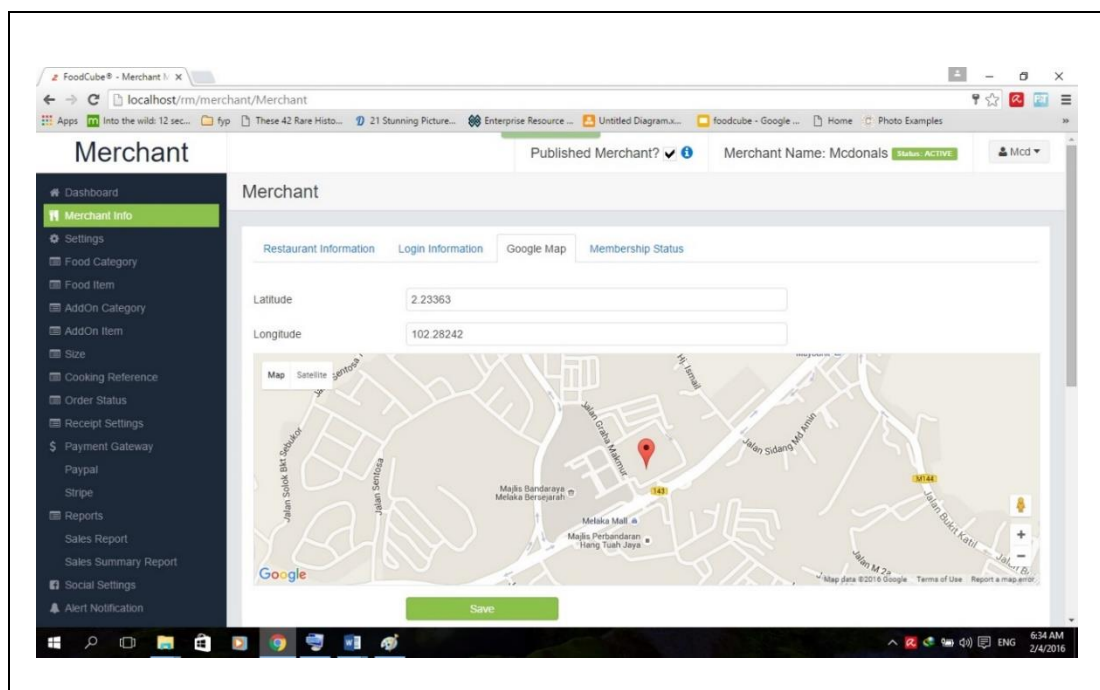 FoodCube® - Merchant M
localhost/rm/merchant/Merchant
Apps Into the wild: 12 sec... fyp These 42 Rare Histo... 21 Stunning Picture... Enterprise Resource ... Untitled Diagram.x... foodcube - Google ... Home Photo Examples
Merchant
Published Merchant? Merchant Name: Mcdonals Status: ACTIVE Mcd
Dashboard
Merchant Info
Settings
Food Category
Food Item
AddOn Category
AddOn Item
Size
Cooking Reference
Order Status
Receipt Settings
Payment Gateway
Paypal
Stripe
Reports
Sales Report
Sales Summary Report
Social Settings
Alert Notification
Merchant
Restaurant Information Login Information Google Map Membership Status
Latitude 2.23363
Longitude 102.28242
Map Satellite
Sentosa
Hj. Ismail
Jalan Graha Makmur
Jalan Sidang Md Amin
Jalan Solok Bkt Sebukor
Jalan Sentosa
Majlis Bandaraya
Melaka Bersejarah
143
M144
Jalan Bukit Katil
Melaka Mall
Majlis Perbandaran
Hang Tuah Jaya
Google
Map data ©2016 Google Terms of Use Report a map error
Save
ENG 6:34 AM
2/4/2016